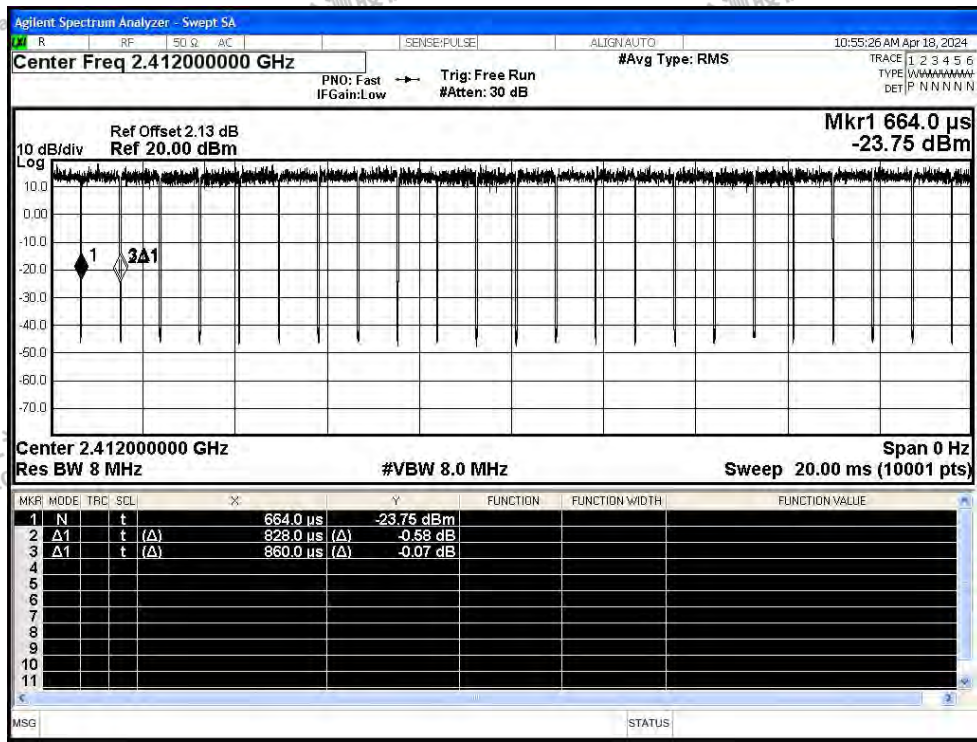 Agilent Spectrum Analyzer - Swept SA
R RF 50 Ω AC SENSE:PULSE ALIGN AUTO 10:55:26 AM Apr 18, 2024
Center Freq 2.412000000 GHz #Avg Type: RMS TRACE 1 2 3 4 5 6
PNO: Fast Trig: Free Run TYPE WWWWWW
IFGain:Low #Atten: 30 dB DET P N N N N N
Mkr1 664.0 µs
Ref Offset 2.13 dB
10 dB/div Ref 20.00 dBm -23.75 dBm
Log
10.0
0.00
-10.0
1 3Δ1
-20.0
-30.0
-40.0
-50.0
-60.0
-70.0
Center 2.412000000 GHz Span 0 Hz
Res BW 8 MHz #VBW 8.0 MHz Sweep 20.00 ms (10001 pts)
MKR MODE TRC SCL X Y FUNCTION FUNCTION WIDTH FUNCTION VALUE
1 N t 664.0 µs -23.75 dBm
2 Δ1 t (Δ) 828.0 µs (Δ) -0.58 dB
3 Δ1 t (Δ) 860.0 µs (Δ) -0.07 dB
4
5
6
7
8
9
10
11
MSG STATUS